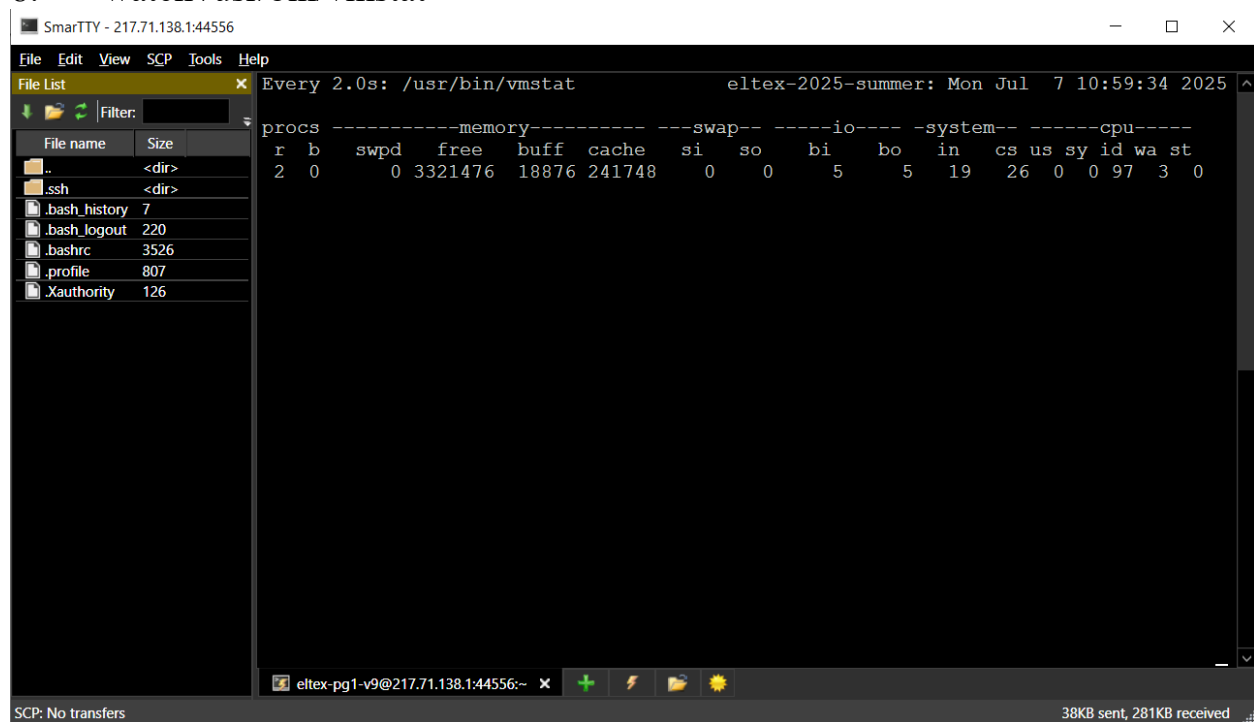 SmarTTY - 217.71.138.1:44556
File Edit View SCP Tools Help
File List
Filter:
File name Size
.. <dir>
.ssh <dir>
.bash_history 7
.bash_logout 220
.bashrc 3526
.profile 807
.Xauthority 126
Every 2.0s: /usr/bin/vmstat eltex-2025-summer: Mon Jul 7 10:59:34 2025
procs -----------memory---------- ---swap-- -----io---- -system-- ------cpu-----
r b swpd free buff cache si so bi bo in cs us sy id wa st
2 0 0 3321476 18876 241748 0 0 5 5 19 26 0 0 97 3 0
eltex-pg1-v9@217.71.138.1:44556:~
SCP: No transfers
38KB sent, 281KB received